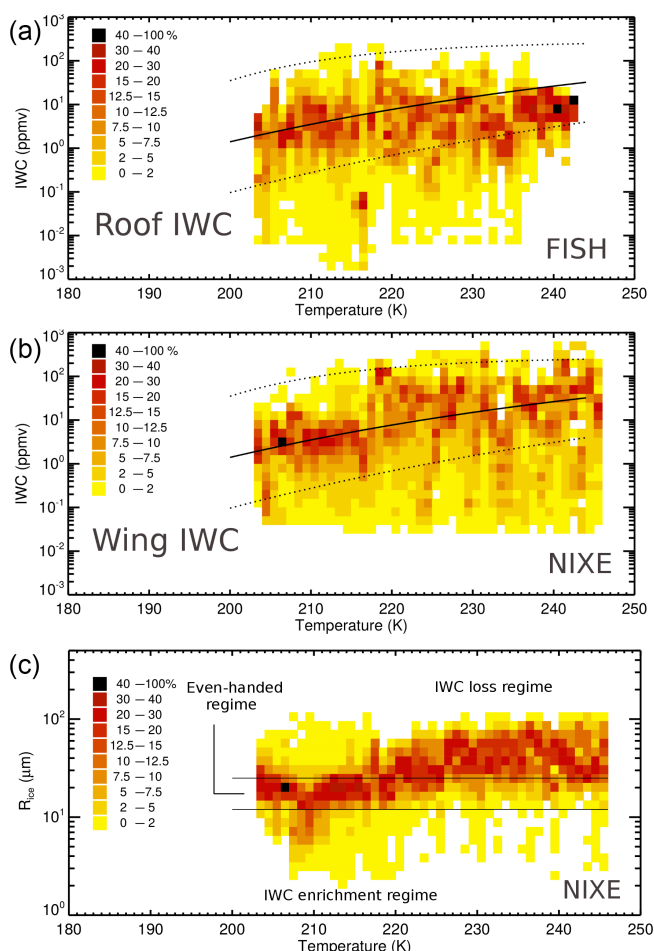 (a)
IWC (ppmv)
10³
10²
10¹
10⁰
10⁻¹
10⁻²
10⁻³
40 –100 %
30 – 40
20 – 30
15 – 20
12.5 – 15
10 –12.5
7.5 – 10
5 –7.5
2 – 5
0 – 2
Roof IWC
FISH
180 190 200 210 220 230 240 250
Temperature (K)
(b)
IWC (ppmv)
10³
10²
10¹
10⁰
10⁻¹
10⁻²
10⁻³
40 –100 %
30 – 40
20 – 30
15 – 20
12.5 – 15
10 –12.5
7.5 – 10
5 –7.5
2 – 5
0 – 2
Wing IWC
NIXE
180 190 200 210 220 230 240 250
Temperature (K)
(c)
R_ice (μm)
10²
10¹
10⁰
40 –100%
30 – 40
20 – 30
15 – 20
12.5 – 15
10 – 12.5
7.5 – 10
5 –7.5
2 – 5
0 – 2
Even-handed
regime
IWC loss regime
IWC enrichment regime
NIXE
180 190 200 210 220 230 240 250
Temperature (K)